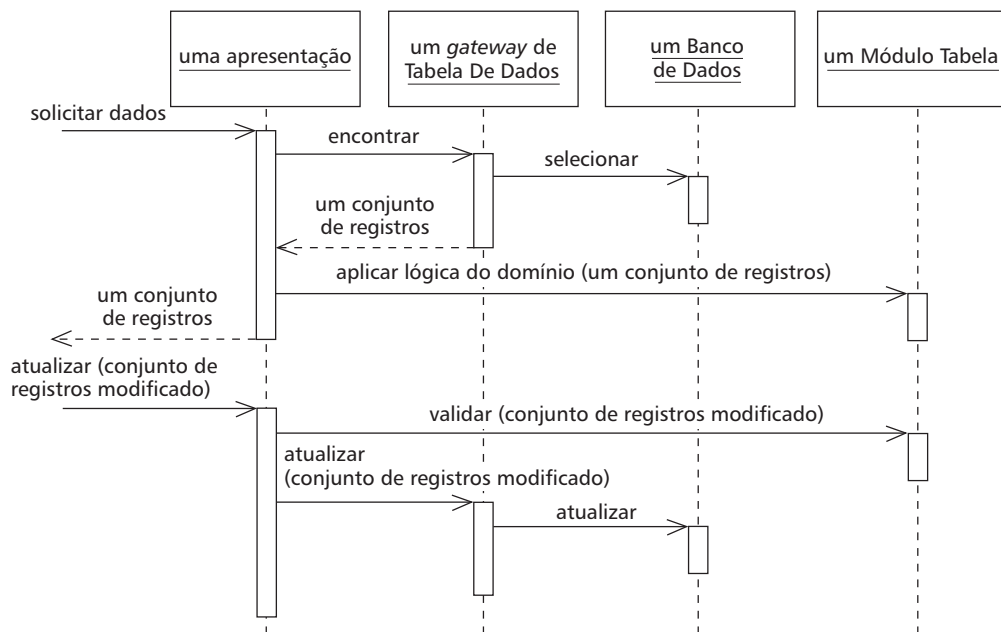 uma apresentação
um gateway de
Tabela De Dados
um Banco
de Dados
um Módulo Tabela
solicitar dados
encontrar
selecionar
um conjunto
de registros
aplicar lógica do domínio (um conjunto de registros)
um conjunto
de registros
atualizar (conjunto de
registros modificado)
validar (conjunto de registros modificado)
atualizar
(conjunto de registros modificado)
atualizar